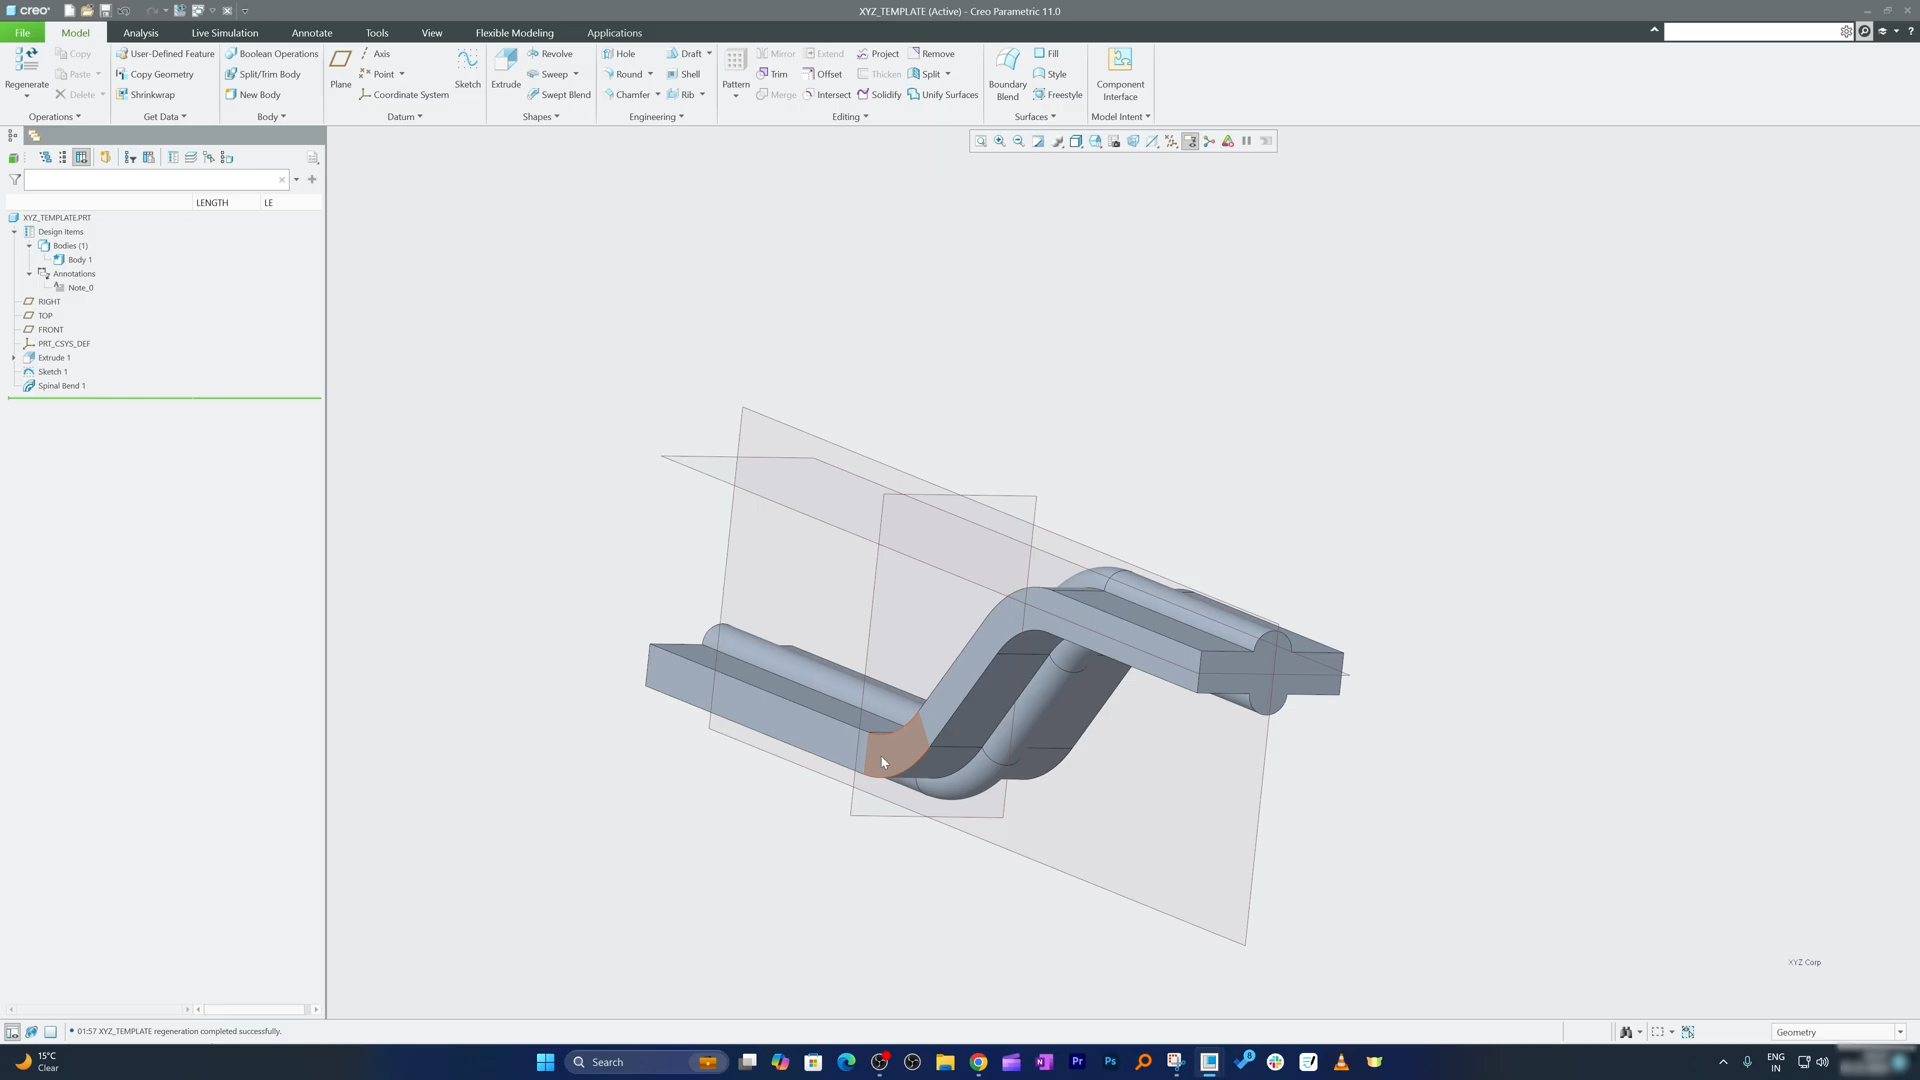 creo
XYZ_TEMPLATE (Active) - Creo Parametric 11.0
File
Model
Analysis
Live Simulation
Annotate
Tools
View
Flexible Modeling
Applications
Regenerate
Copy
Paste
Delete
Operations
User-Defined Feature
Copy Geometry
Shrinkwrap
Get Data
Boolean Operations
Split/Trim Body
New Body
Body
Plane
Axis
Point
Coordinate System
Sketch
Datum
Extrude
Revolve
Sweep
Swept Blend
Shapes
Hole
Round
Chamfer
Draft
Shell
Rib
Engineering
Pattern
Mirror
Trim
Merge
Extend
Offset
Intersect
Project
Thicken
Solidify
Remove
Split
Unify Surfaces
Editing
Boundary
Blend
Fill
Style
Freestyle
Surfaces
Component
Interface
Model Intent
LENGTH
LE
XYZ_TEMPLATE.PRT
Design Items
Bodies (1)
Body 1
Annotations
Note_0
RIGHT
TOP
FRONT
PRT_CSYS_DEF
Extrude 1
Sketch 1
Spinal Bend 1
XYZ Corp
01:57 XYZ_TEMPLATE regeneration completed successfully.
Geometry
15°C
Clear
Search
Pr
Ps
8
ENG
IN